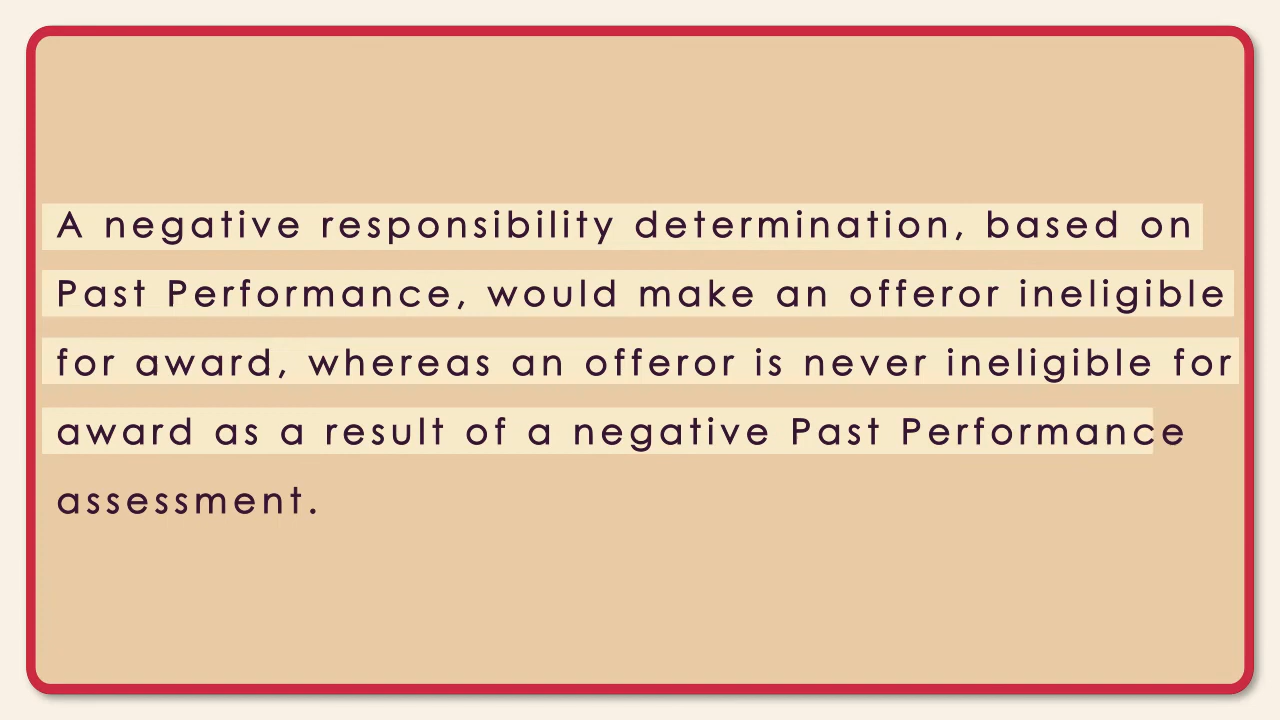 A negative responsibility determination, based on
Past Performance, would make an offeror ineligible
for award, whereas an offeror is never ineligible for
award as a result of a negative Past Performance
assessment.